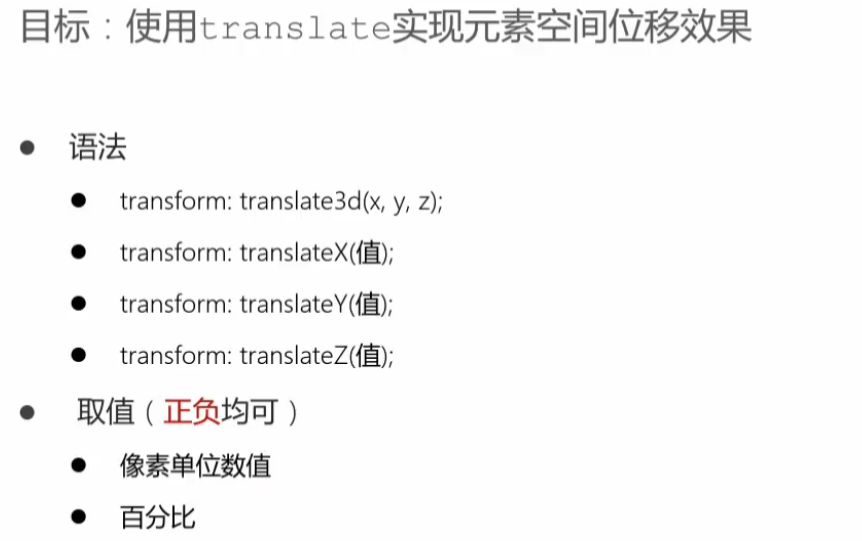 目标：使用translate实现元素空间位移效果
● 语法
● transform: translate3d(x, y, z);
● transform: translateX(值);
● transform: translateY(值);
● transform: translateZ(值);
● 取值（正负均可）
● 像素单位数值
● 百分比